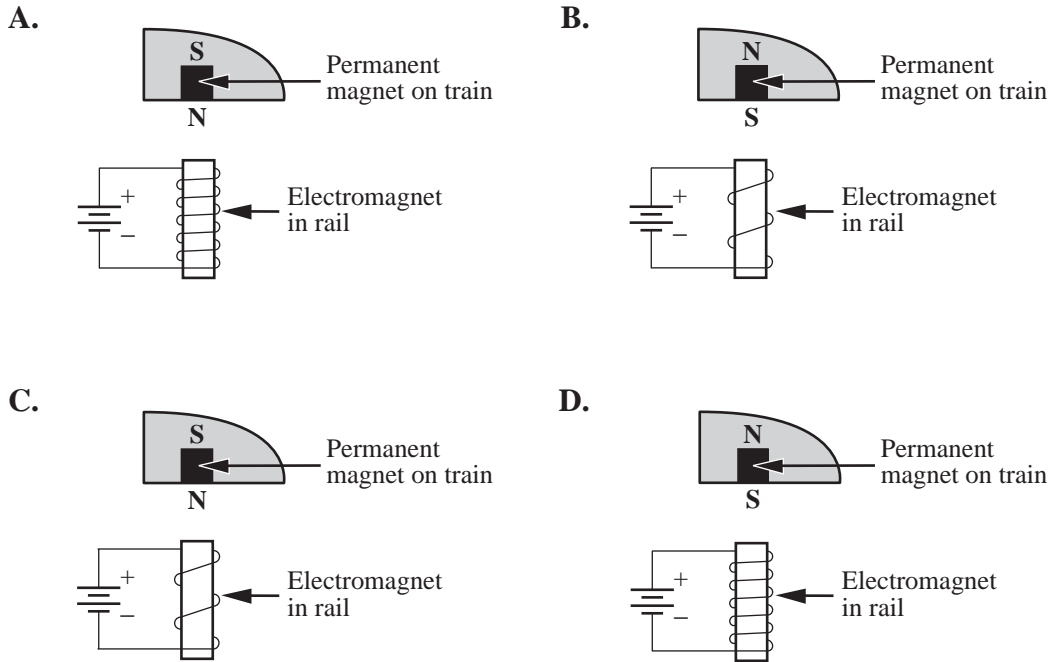 A.
S
Permanent
magnet on train
N
+
–
Electromagnet
in rail
B.
N
Permanent
magnet on train
S
+
–
Electromagnet
in rail
C.
S
Permanent
magnet on train
N
+
–
Electromagnet
in rail
D.
N
Permanent
magnet on train
S
+
–
Electromagnet
in rail